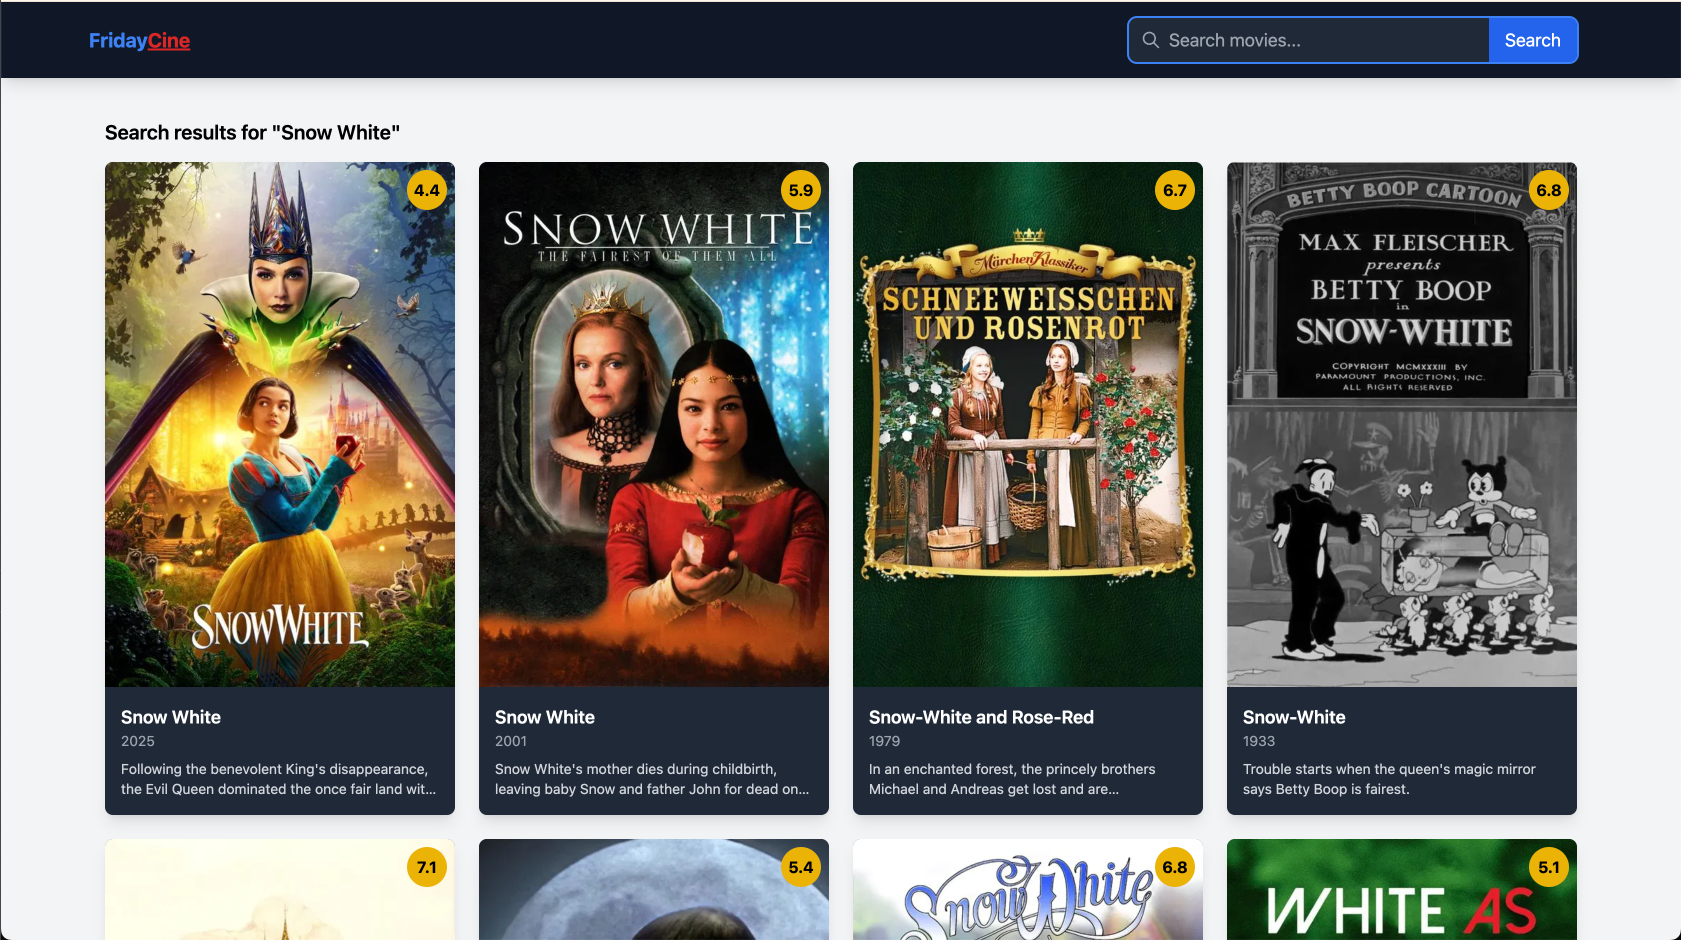 FridayCine
Search movies...
Search
Search results for "Snow White"
4.4
SNOW WHITE
5.9
SNOW WHITE
THE FAIREST OF THEM ALL
6.7
MärchenKlassiker
SCHNEEWEISSCHEN
UND ROSENROT
6.8
BETTY BOOP CARTOON
MAX FLEISCHER
presents
BETTY BOOP
in
SNOW-WHITE
COPYRIGHT MCMXXXIII BY
PARAMOUNT PRODUCTIONS, INC.
ALL RIGHTS RESERVED
Snow White
2025
Following the benevolent King's disappearance,
the Evil Queen dominated the once fair land wit...
Snow White
2001
Snow White's mother dies during childbirth,
leaving baby Snow and father John for dead on...
Snow-White and Rose-Red
1979
In an enchanted forest, the princely brothers
Michael and Andreas get lost and are...
Snow-White
1933
Trouble starts when the queen's magic mirror
says Betty Boop is fairest.
7.1
5.4
6.8
Snow White
5.1
WHITE AS